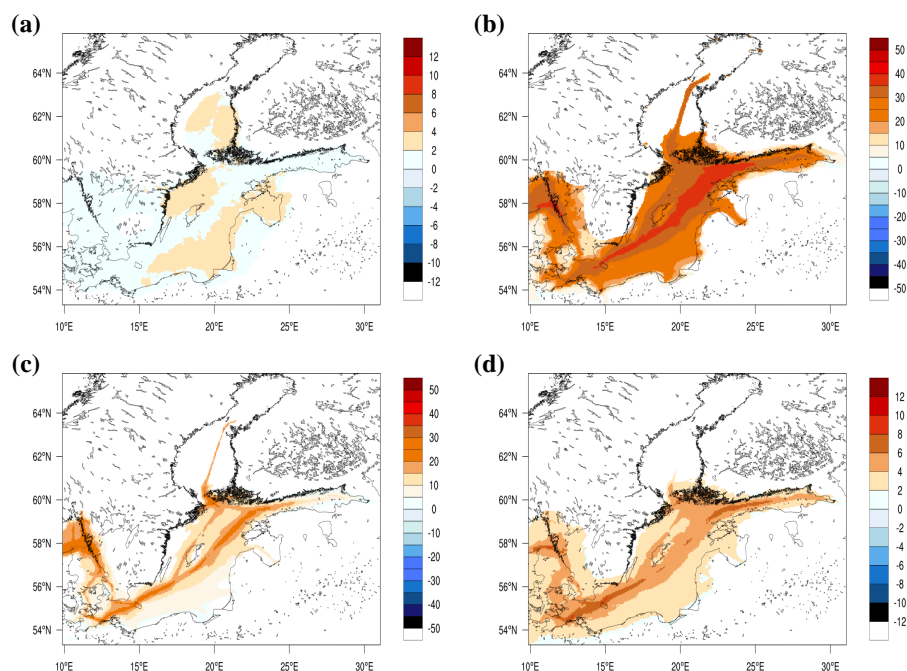 (a)
(b)
64°N
62°N
60°N
58°N
56°N
54°N
10°E
15°E
20°E
25°E
30°E
12
10
8
6
4
2
0
-2
-4
-6
-8
-10
-12
64°N
62°N
60°N
58°N
56°N
54°N
10°E
15°E
20°E
25°E
30°E
50
40
30
20
10
0
-10
-20
-30
-40
-50
(c)
(d)
64°N
62°N
60°N
58°N
56°N
54°N
10°E
15°E
20°E
25°E
30°E
50
40
30
20
10
0
-10
-20
-30
-40
-50
64°N
62°N
60°N
58°N
56°N
54°N
10°E
15°E
20°E
25°E
30°E
12
10
8
6
4
2
0
-2
-4
-6
-8
-10
-12